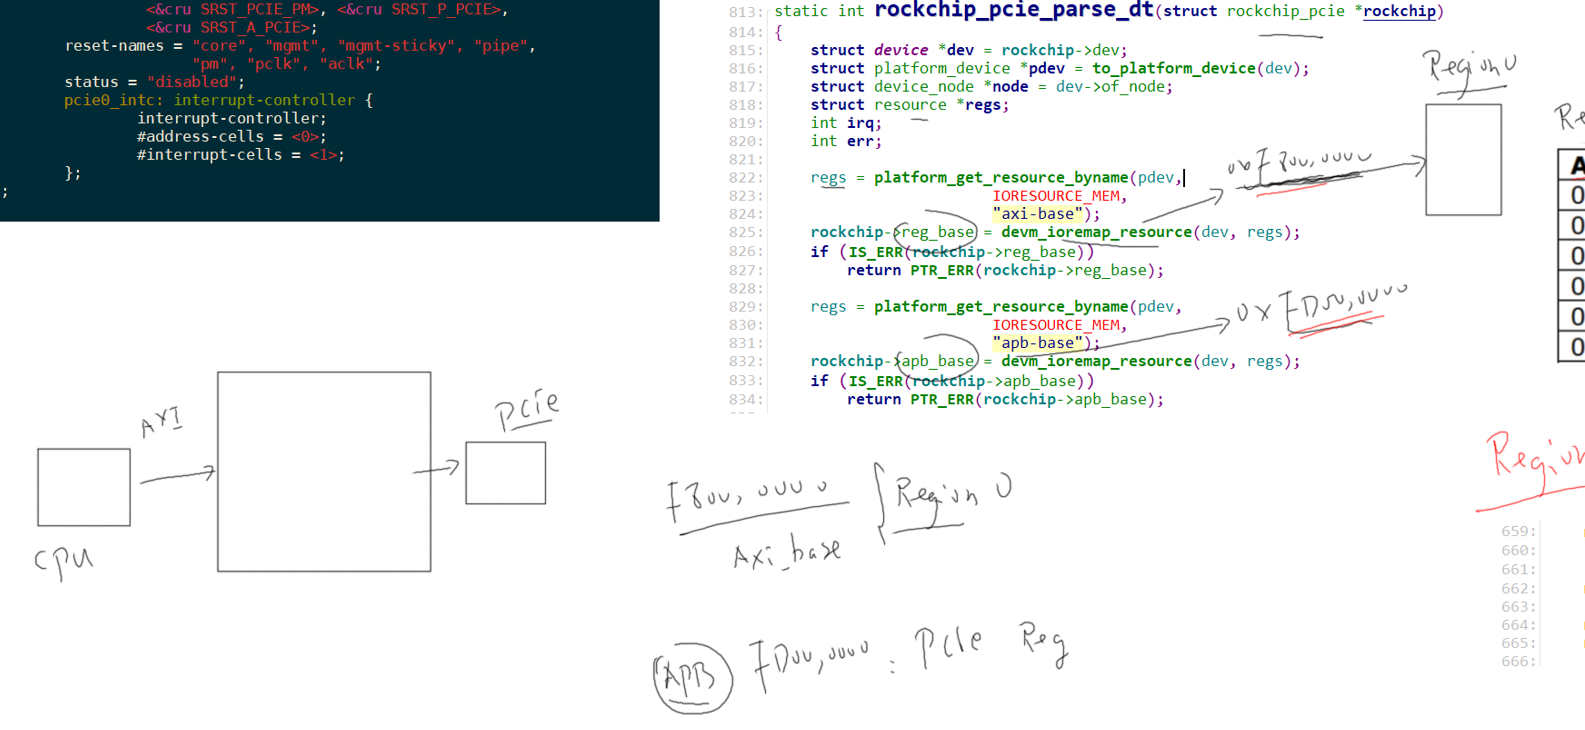 <&cru SRST_PCIE_PM>, <&cru SRST_P_PCIE>,
<&cru SRST_A_PCIE>;
reset-names = "core", "mgmt", "mgmt-sticky", "pipe",
"pm", "pclk", "aclk";
status = "disabled";
pcie0_intc: interrupt-controller {
interrupt-controller;
#address-cells = <0>;
#interrupt-cells = <1>;
};
;
813: static int rockchip_pcie_parse_dt(struct rockchip_pcie *rockchip)
814: {
815: struct device *dev = rockchip->dev;
816: struct platform_device *pdev = to_platform_device(dev);
817: struct device_node *node = dev->of_node;
818: struct resource *regs;
819: int irq;
820: int err;
821:
822: regs = platform_get_resource_byname(pdev,
823: IORESOURCE_MEM,
824: "axi-base");
825: rockchip->reg_base = devm_ioremap_resource(dev, regs);
826: if (IS_ERR(rockchip->reg_base))
827: return PTR_ERR(rockchip->reg_base);
828:
829: regs = platform_get_resource_byname(pdev,
830: IORESOURCE_MEM,
831: "apb-base");
832: rockchip->apb_base = devm_ioremap_resource(dev, regs);
833: if (IS_ERR(rockchip->apb_base))
834: return PTR_ERR(rockchip->apb_base);
Region 0
0xF800,0000
0xFD00,0000
Re
A
0
0
0
0
0
0
AXI
CPU
PCie
F800,0000 Region 0
Axi_base
APB FD00,0000 : PCIe Reg
Region
659:
660:
661:
662:
663:
664:
665:
666: